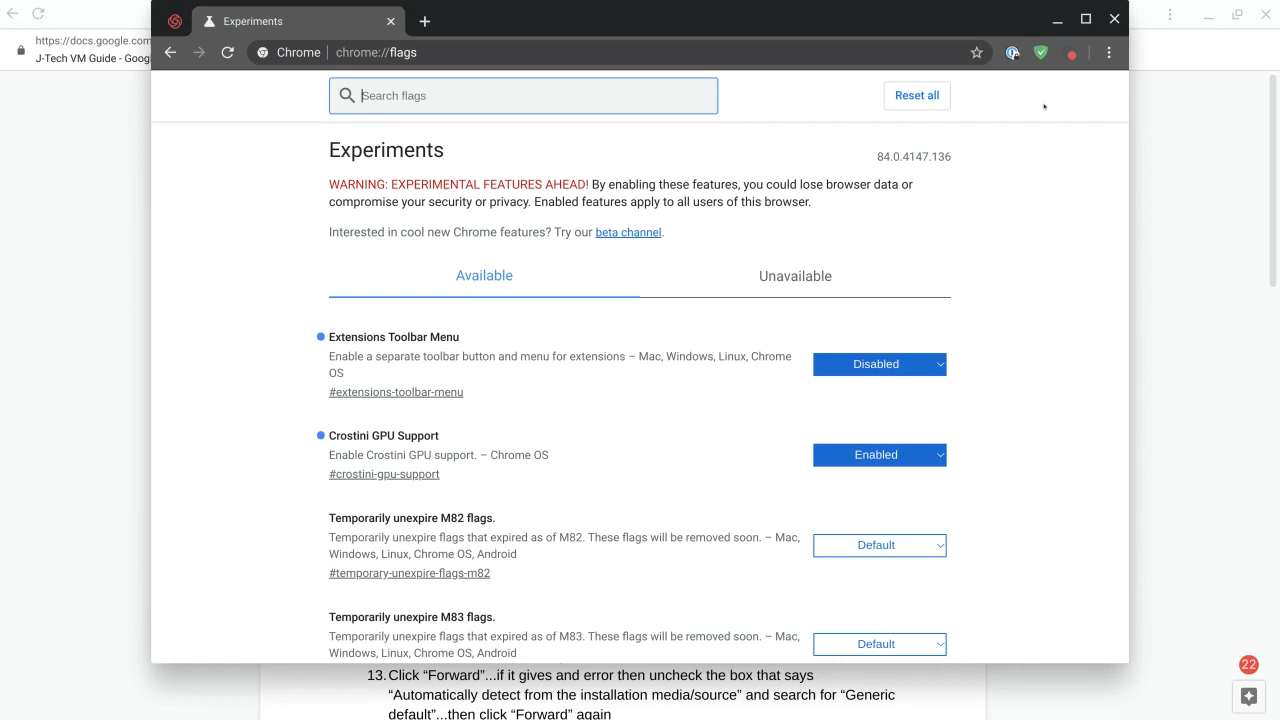 https://docs.google.com
J-Tech VM Guide - Goog
Experiments
Chrome
chrome://flags
Search flags
Reset all
Experiments
84.0.4147.136
WARNING: EXPERIMENTAL FEATURES AHEAD! By enabling these features, you could lose browser data or
compromise your security or privacy. Enabled features apply to all users of this browser.
Interested in cool new Chrome features? Try our beta channel.
Available
Unavailable
Extensions Toolbar Menu
Enable a separate toolbar button and menu for extensions – Mac, Windows, Linux, Chrome
OS
#extensions-toolbar-menu
Disabled
Crostini GPU Support
Enable Crostini GPU support. – Chrome OS
#crostini-gpu-support
Enabled
Temporarily unexpire M82 flags.
Temporarily unexpire flags that expired as of M82. These flags will be removed soon. – Mac,
Windows, Linux, Chrome OS, Android
#temporary-unexpire-flags-m82
Default
Temporarily unexpire M83 flags.
Temporarily unexpire flags that expired as of M83. These flags will be removed soon. – Mac,
Windows, Linux, Chrome OS, Android
Default
13. Click “Forward”...if it gives and error then uncheck the box that says
“Automatically detect from the installation media/source” and search for “Generic
default”...then click “Forward” again
22